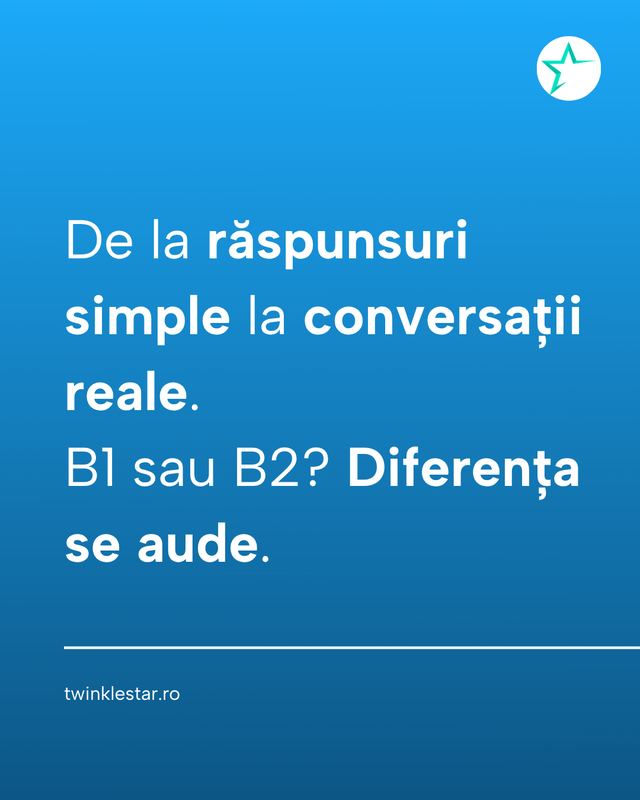 De la răspunsuri
simple la conversații
reale.
B1 sau B2? Diferența
se aude.
twinklestar.ro